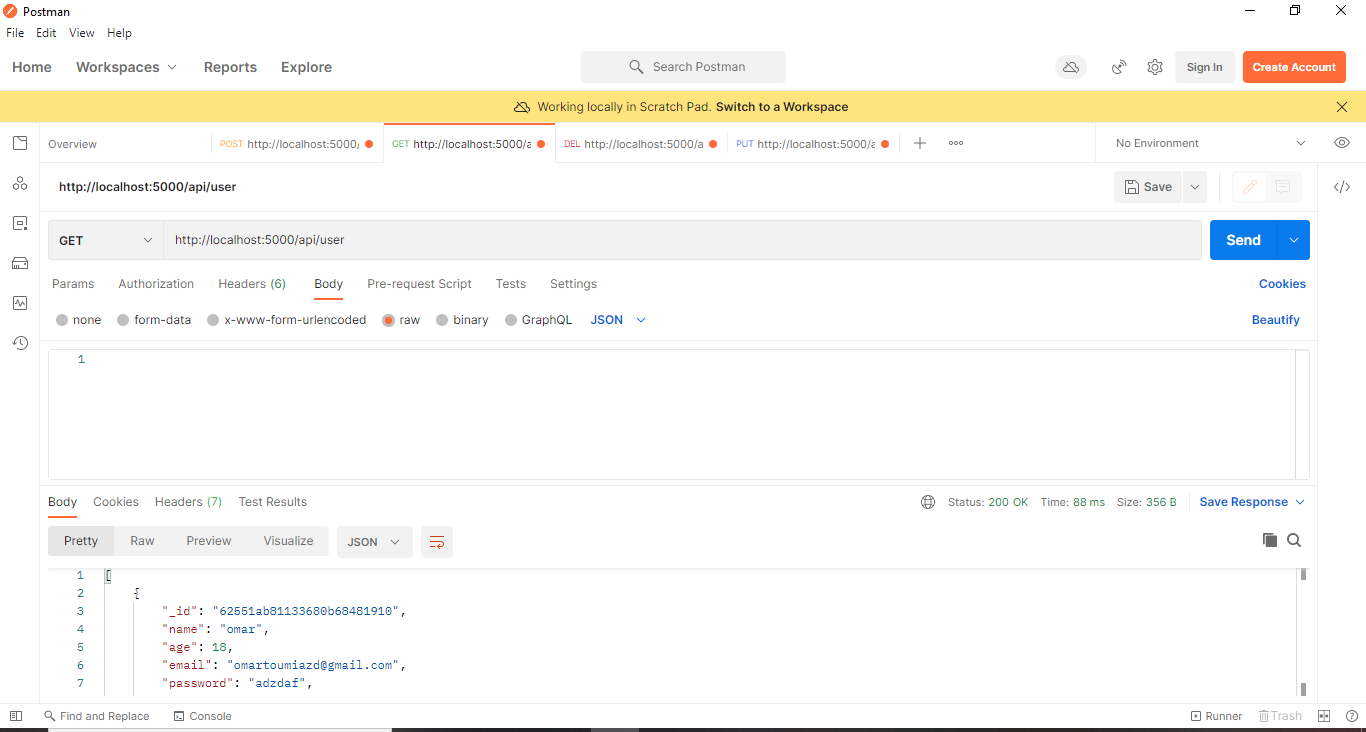 Postman
File Edit View Help
Home Workspaces Reports Explore Search Postman Sign In Create Account
Working locally in Scratch Pad. Switch to a Workspace
Overview POST http://localhost:5000/ GET http://localhost:5000/a DEL http://localhost:5000/a PUT http://localhost:5000/a No Environment
http://localhost:5000/api/user Save
GET http://localhost:5000/api/user Send
Params Authorization Headers (6) Body Pre-request Script Tests Settings Cookies
none form-data x-www-form-urlencoded raw binary GraphQL JSON Beautify
1
Body Cookies Headers (7) Test Results Status: 200 OK Time: 88 ms Size: 356 B Save Response
Pretty Raw Preview Visualize JSON
1 [
2 {
3 "_id": "62551ab81133680b68481910",
4 "name": "omar",
5 "age": 18,
6 "email": "omartoumiazd@gmail.com",
7 "password": "adzdaf",
Find and Replace Console Runner Trash